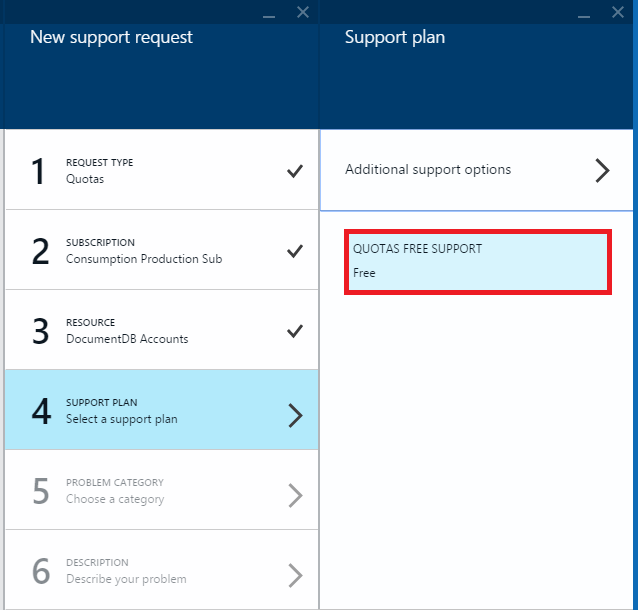 New support request
1
REQUEST TYPE
Quotas
2
SUBSCRIPTION
Consumption Production Sub
3
RESOURCE
DocumentDB Accounts
4
SUPPORT PLAN
Select a support plan
5
PROBLEM CATEGORY
Choose a category
6
DESCRIPTION
Describe your problem
Support plan
Additional support options
QUOTAS FREE SUPPORT
Free